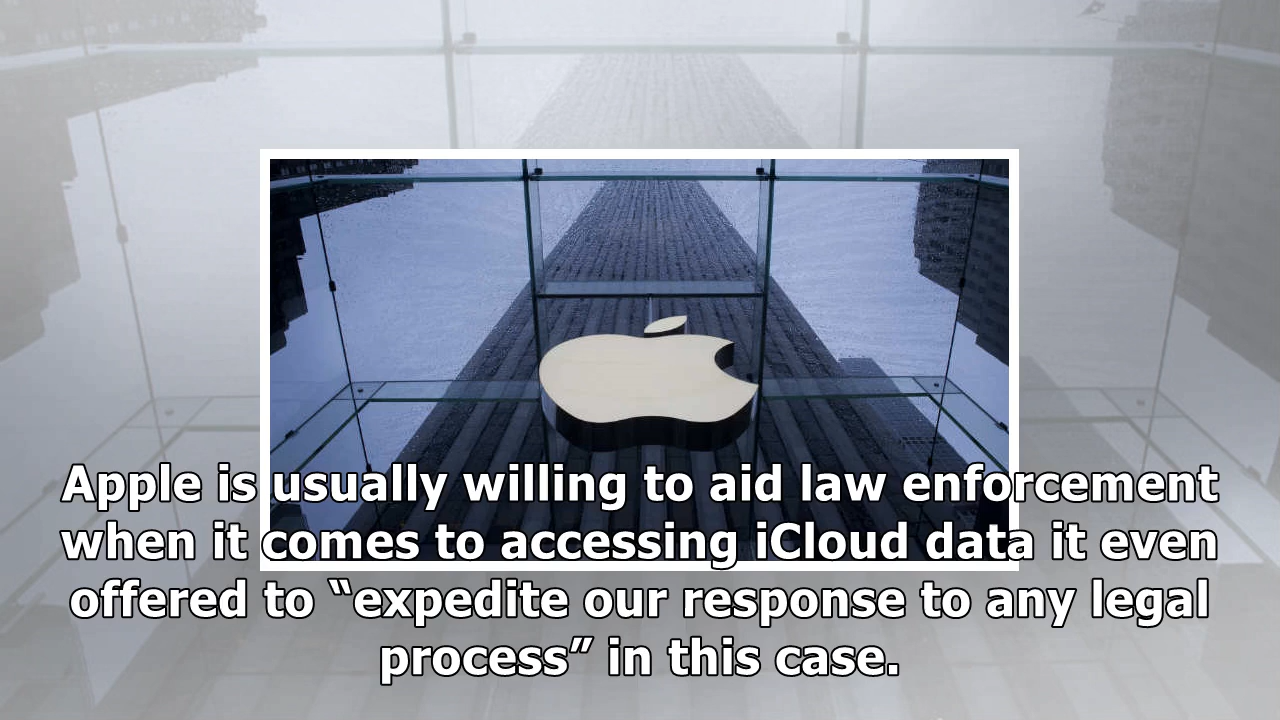 Apple is usually willing to aid law enforcement
when it comes to accessing iCloud data it even
offered to “expedite our response to any legal
process” in this case.